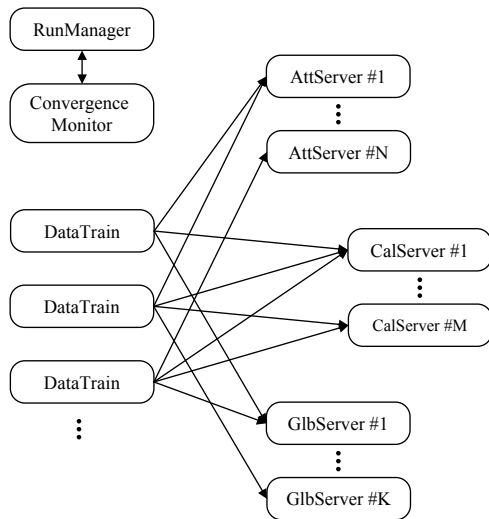 RunManager
Convergence
Monitor
AttServer #1
AttServer #N
DataTrain
CalServer #1
DataTrain
CalServer #M
DataTrain
GlbServer #1
GlbServer #K